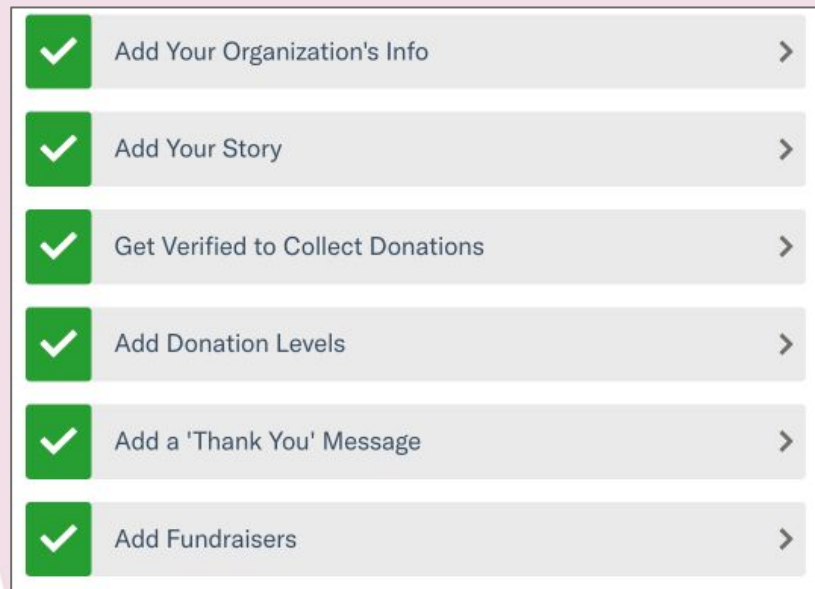 Add Your Organization's Info
Add Your Story
Get Verified to Collect Donations
Add Donation Levels
Add a 'Thank You' Message
Add Fundraisers